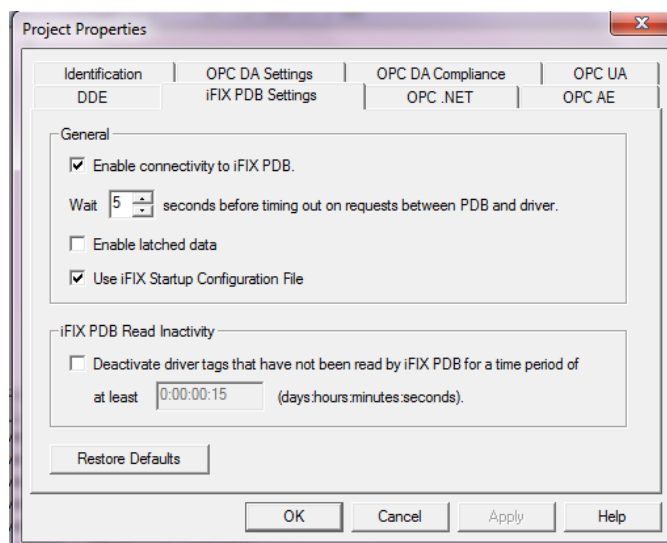 Project Properties
Identification
OPC DA Settings
OPC DA Compliance
OPC UA
DDE
iFIX PDB Settings
OPC .NET
OPC AE
General
Enable connectivity to iFIX PDB.
Wait 5 seconds before timing out on requests between PDB and driver.
Enable latched data
Use iFIX Startup Configuration File
iFIX PDB Read Inactivity
Deactivate driver tags that have not been read by iFIX PDB for a time period of
at least 0:00:00:15 (days:hours:minutes:seconds).
Restore Defaults
OK
Cancel
Apply
Help